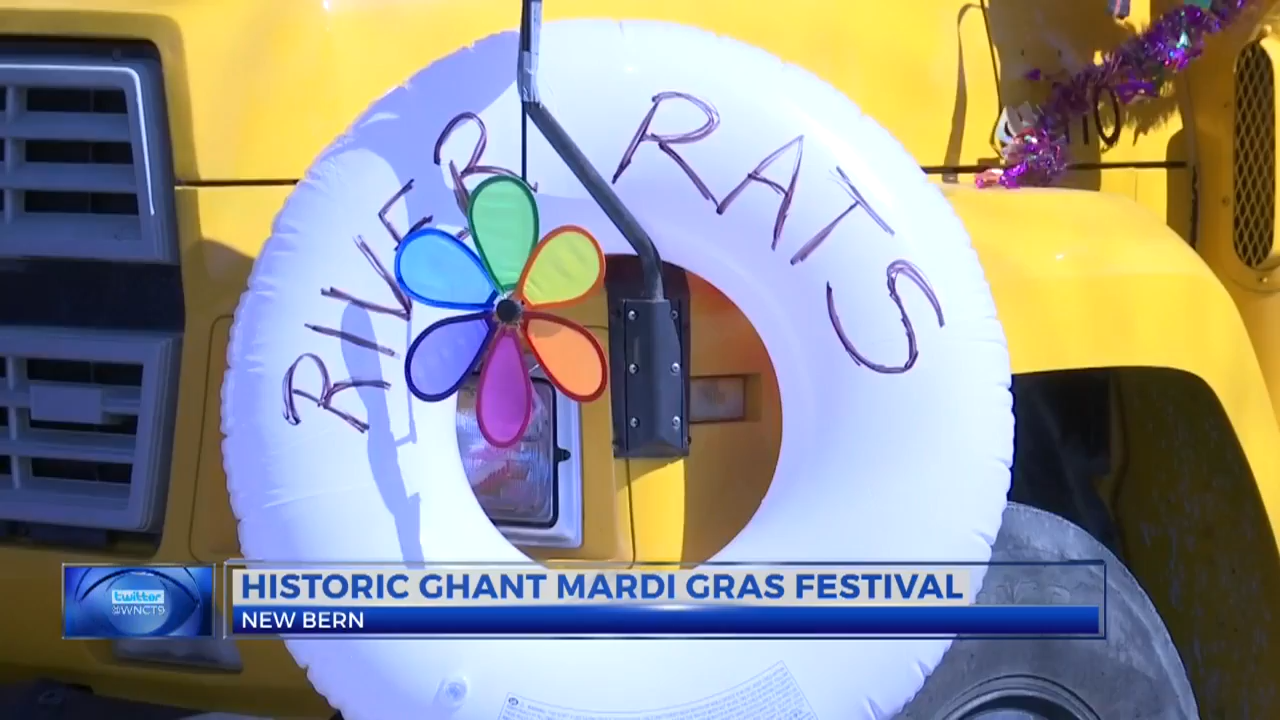 RIVER RATS
HISTORIC GHANT MARDI GRAS FESTIVAL
twitter
@WNCT9
NEW BERN